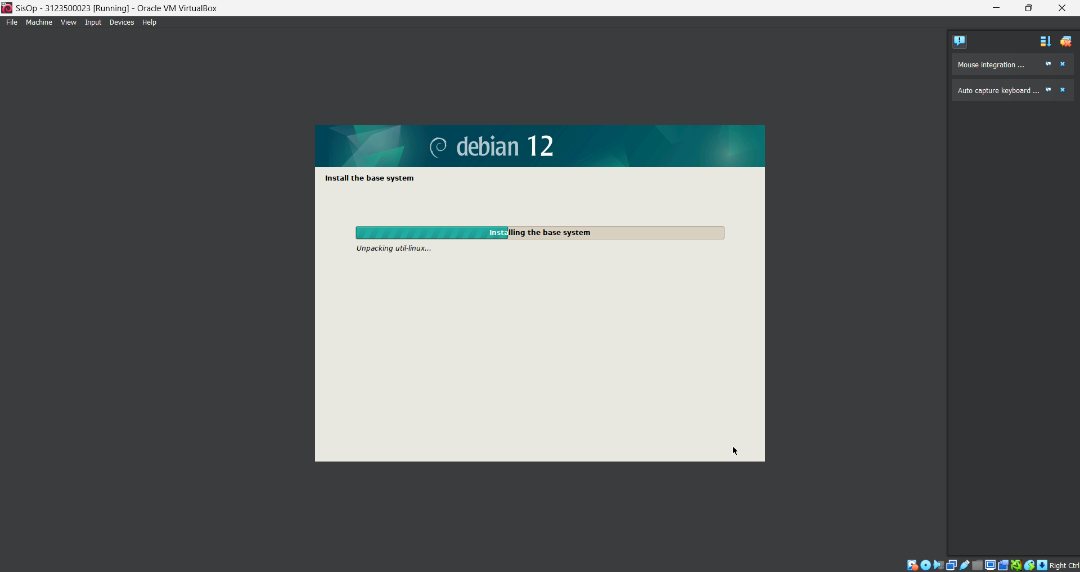 SisOp - 3123500023 [Running] - Oracle VM VirtualBox
File Machine View Input Devices Help
Mouse integration ...
Auto capture keyboard ...
debian 12
Install the base system
Installing the base system
Unpacking util-linux...
Right Ctrl